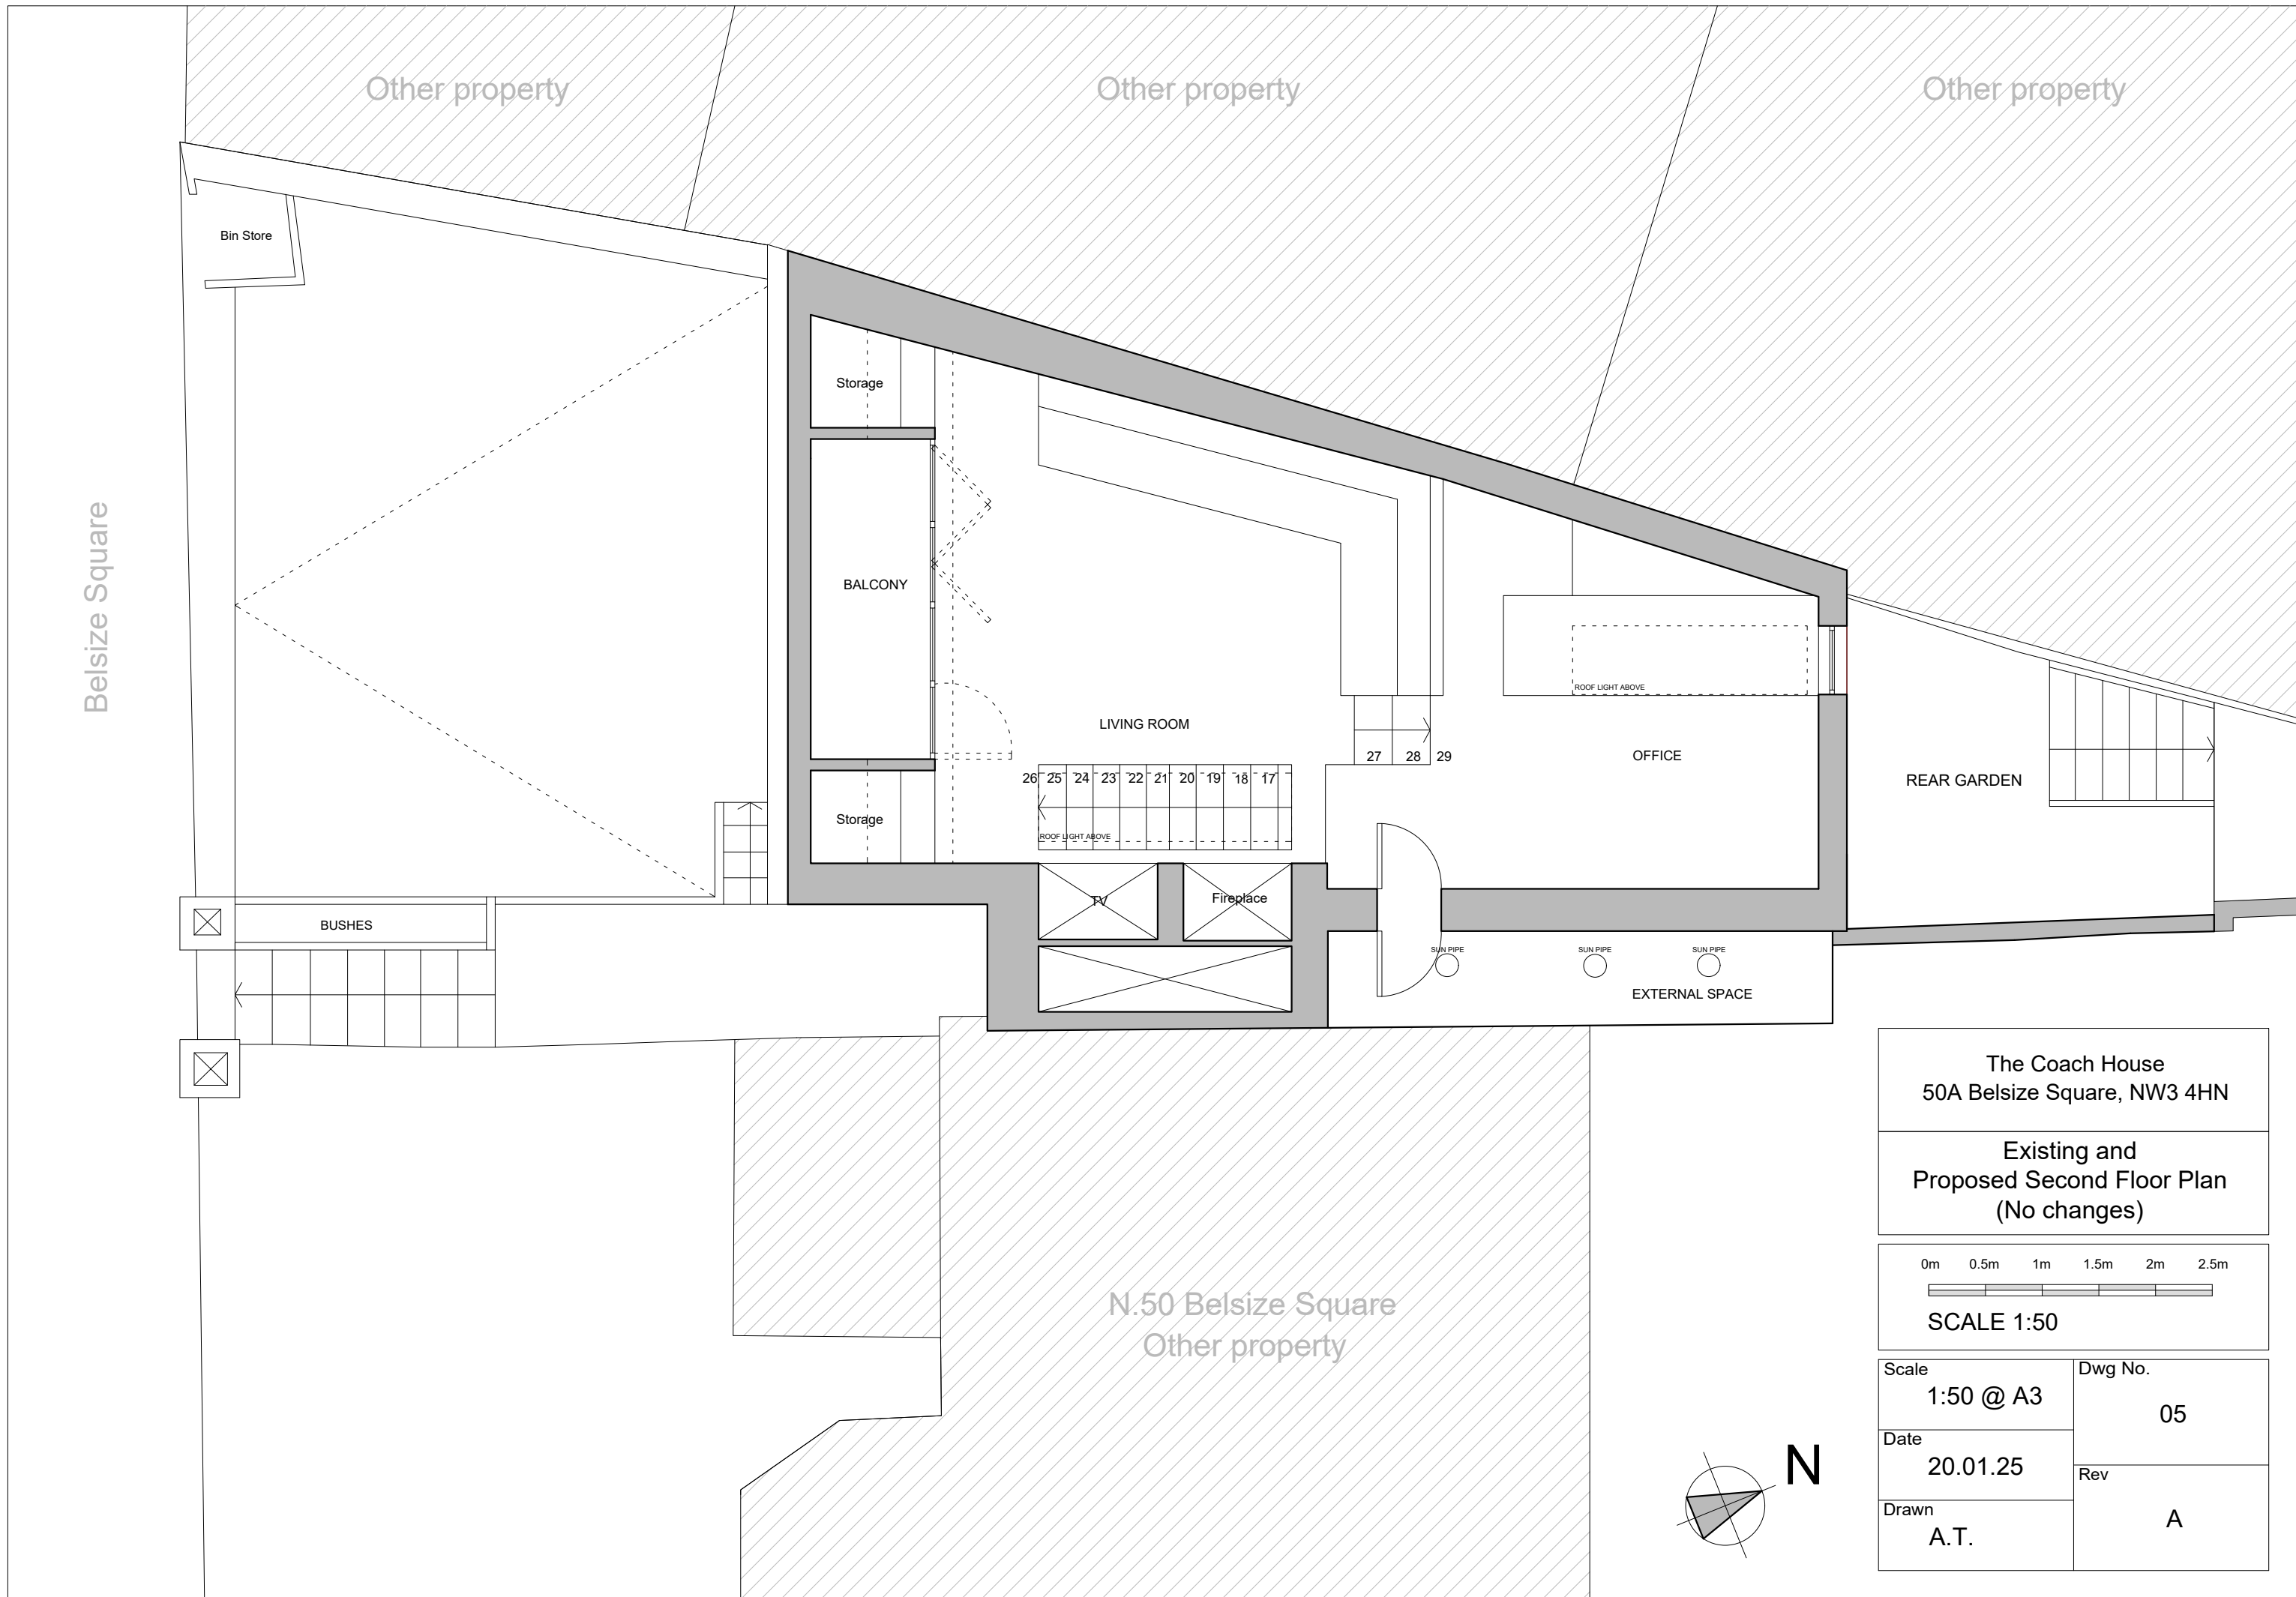 Other property
Other property
Other property
Bin Store
Belsize Square
Storage
BALCONY
LIVING ROOM
27 28 29
OFFICE
ROOF LIGHT ABOVE
REAR GARDEN
26 25 24 23 22 21 20 19 18 17
Storage
ROOF LIGHT ABOVE
TV
Fireplace
BUSHES
SUN PIPE
SUN PIPE
SUN PIPE
EXTERNAL SPACE
N.50 Belsize Square
Other property
N
The Coach House
50A Belsize Square, NW3 4HN
Existing and
Proposed Second Floor Plan
(No changes)
0m 0.5m 1m 1.5m 2m 2.5m
SCALE 1:50
Scale
1:50 @ A3
Dwg No.
05
Date
20.01.25
Rev
A
Drawn
A.T.